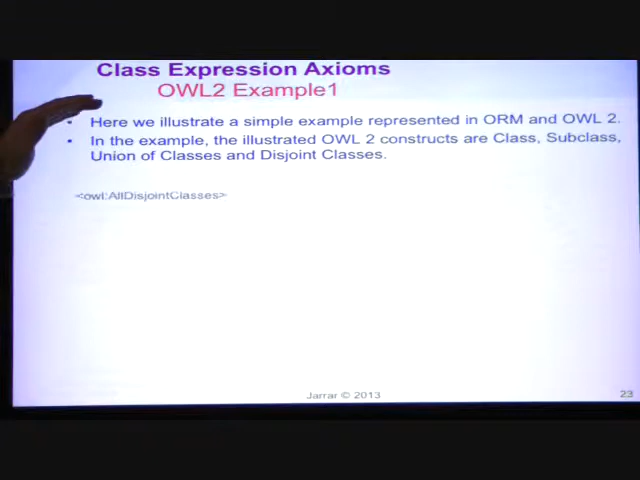 Class Expression Axioms
OWL2 Example1
• Here we illustrate a simple example represented in ORM and OWL 2.
• In the example, the illustrated OWL 2 constructs are Class, Subclass,
Union of Classes and Disjoint Classes.
<owl:AllDisjointClasses>
Jarrar © 2013
23